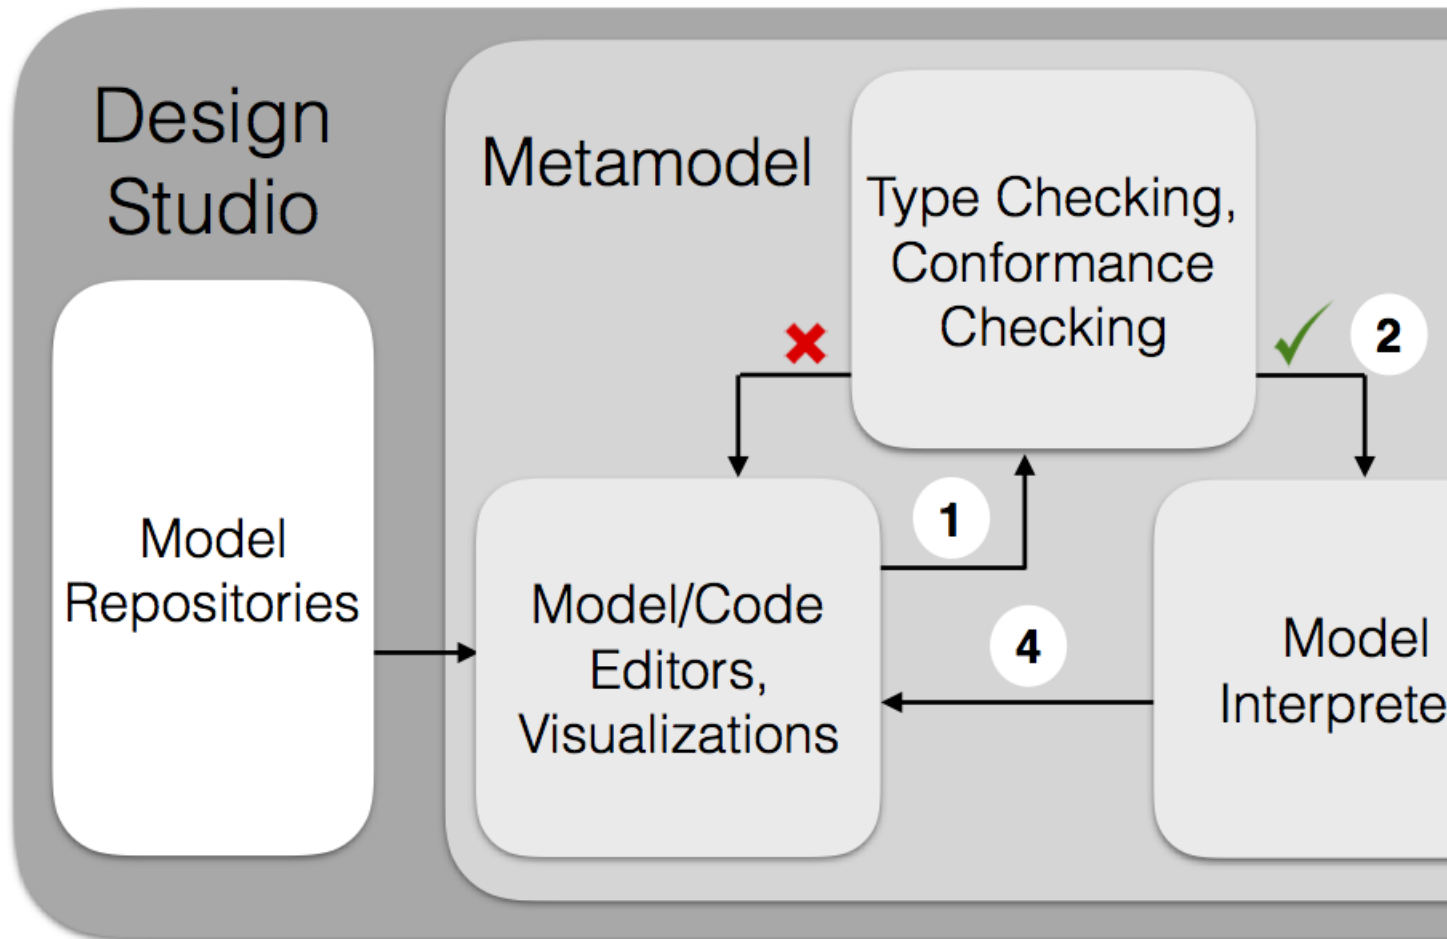 Design
Studio
Metamodel
Type Checking,
Conformance
Checking
2
Model
Repositories
1
Model/Code
Editors,
Visualizations
4
Model